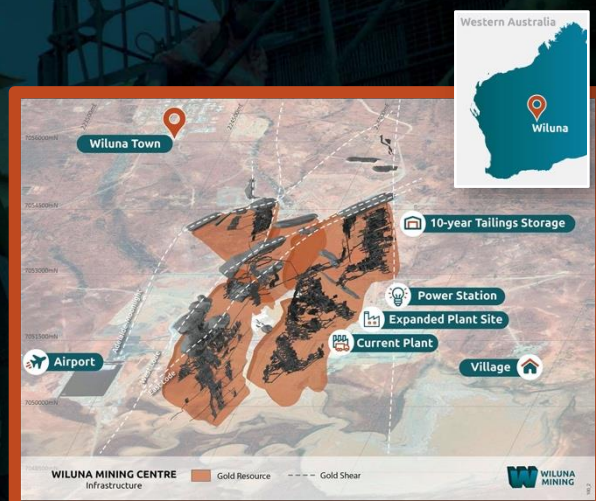 Western Australia
Wiluna
Wiluna Town
10-year Tailings Storage
Power Station
Expanded Plant Site
Current Plant
Village
Airport
7050000mN
WILUNA MINING CENTRE
Infrastructure
Gold Resource
Gold Shear
WILUNA
MINING